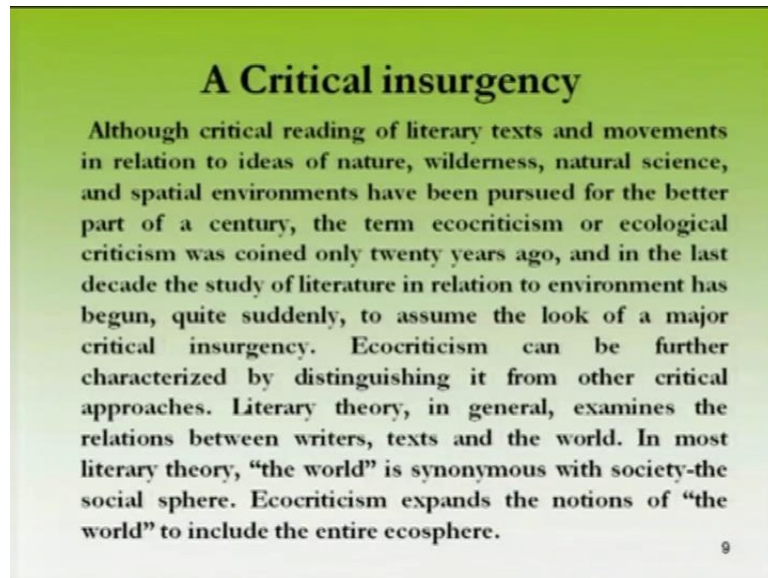 A Critical insurgency
Although critical reading of literary texts and movements
in relation to ideas of nature, wilderness, natural science,
and spatial environments have been pursued for the better
part of a century, the term ecocriticism or ecological
criticism was coined only twenty years ago, and in the last
decade the study of literature in relation to environment has
begun, quite suddenly, to assume the look of a major
critical insurgency. Ecocriticism can be further
characterized by distinguishing it from other critical
approaches. Literary theory, in general, examines the
relations between writers, texts and the world. In most
literary theory, “the world” is synonymous with society-the
social sphere. Ecocriticism expands the notions of “the
world” to include the entire ecosphere.
9